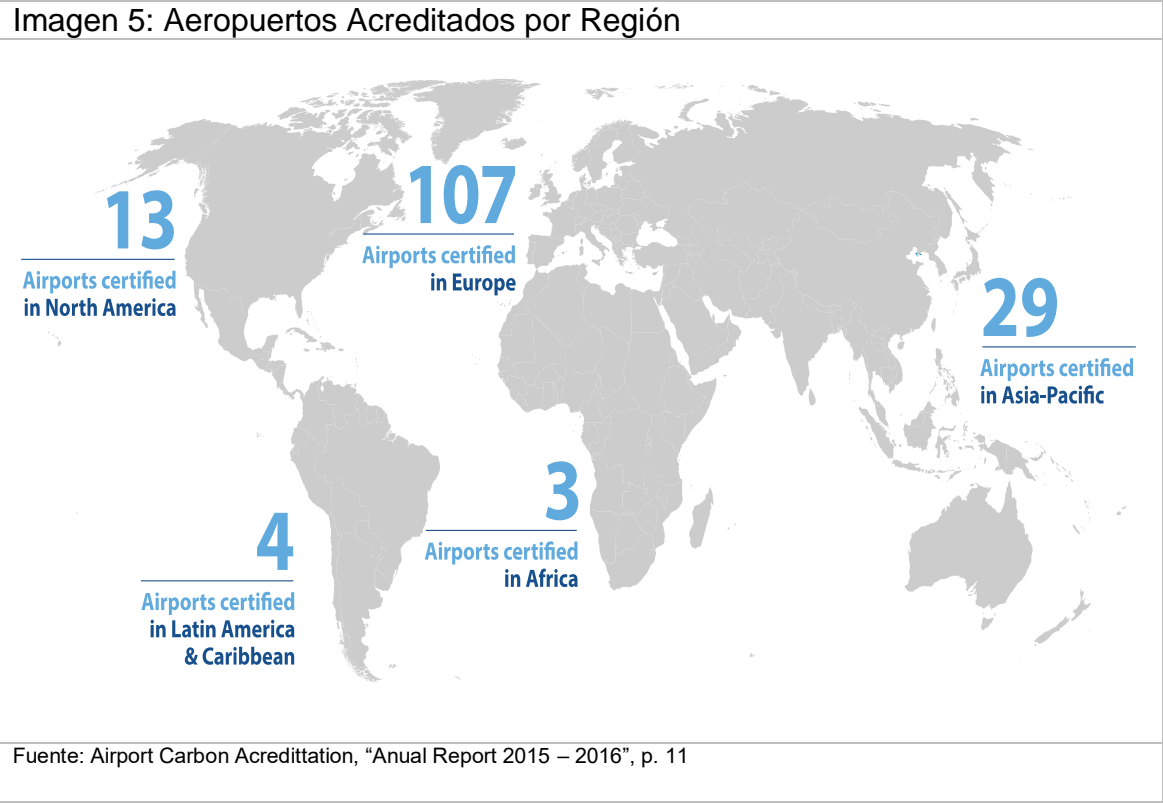 Imagen 5: Aeropuertos Acreditados por Región
13
Airports certified
in North America
107
Airports certified
in Europe
29
Airports certified
in Asia-Pacific
3
Airports certified
in Africa
4
Airports certified
in Latin America
& Caribbean
Fuente: Airport Carbon Acredittation, “Anual Report 2015 – 2016”, p. 11